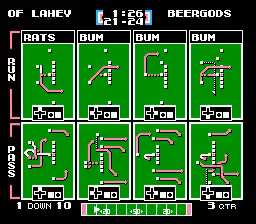 OF LAHEY 1:26 BEERGODS
21-24
RATS BUM BUM BUM
RUN
PASS
1 DOWN 10 3 QTR